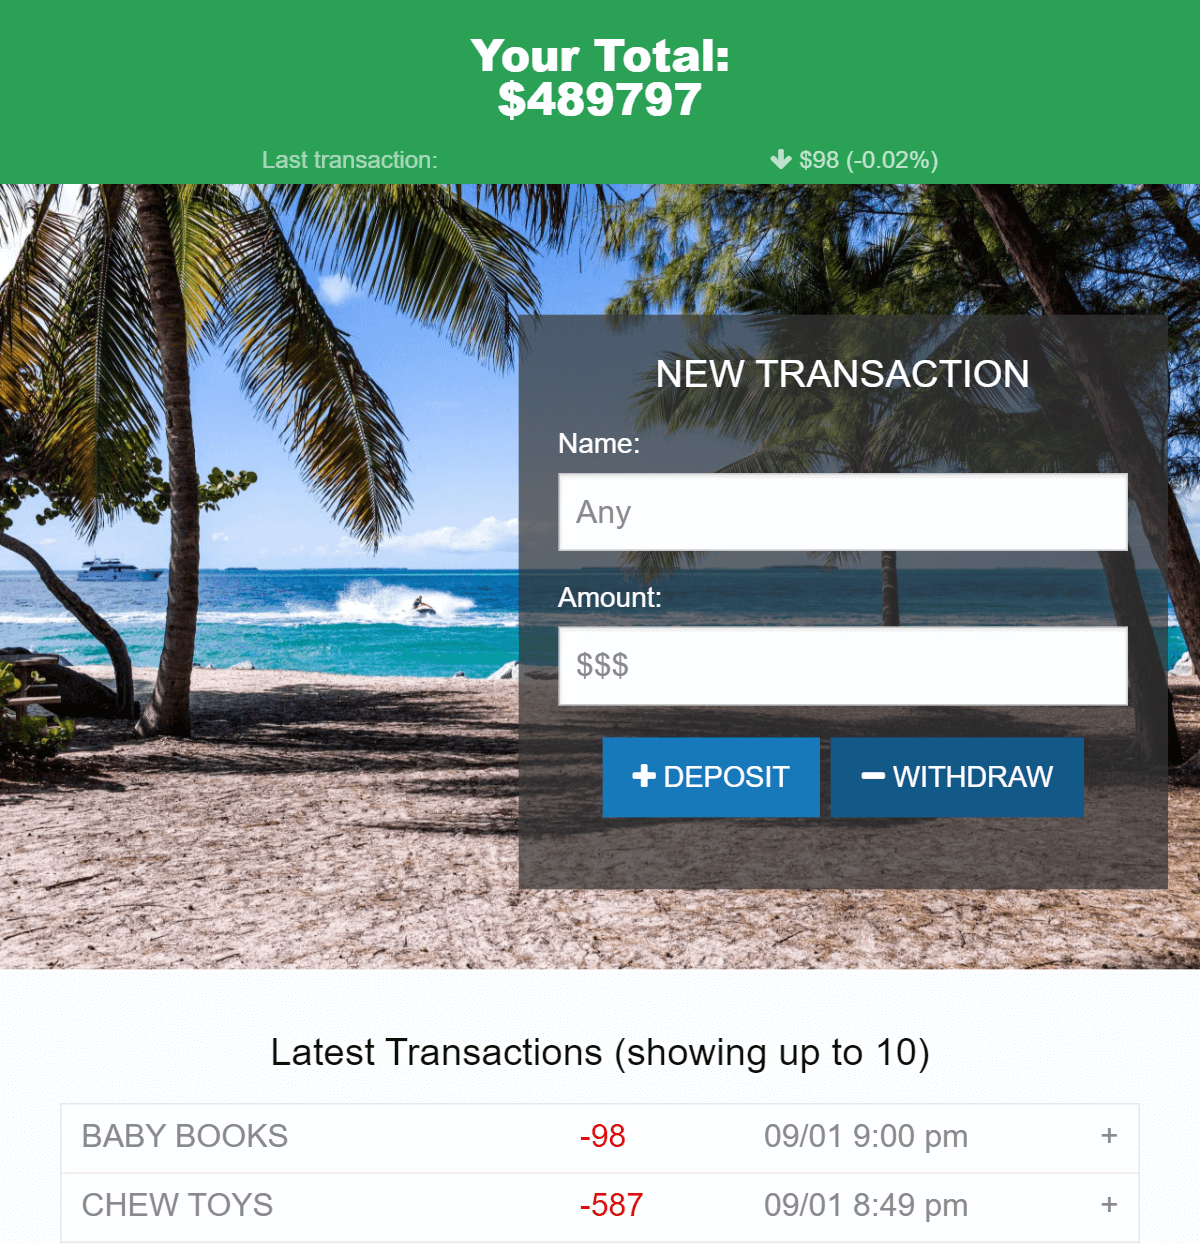 Your Total:
$489797
Last transaction: $98 (-0.02%)
NEW TRANSACTION
Name:
Any
Amount:
$$$
+ DEPOSIT - WITHDRAW
Latest Transactions (showing up to 10)
BABY BOOKS -98 09/01 9:00 pm +
CHEW TOYS -587 09/01 8:49 pm +